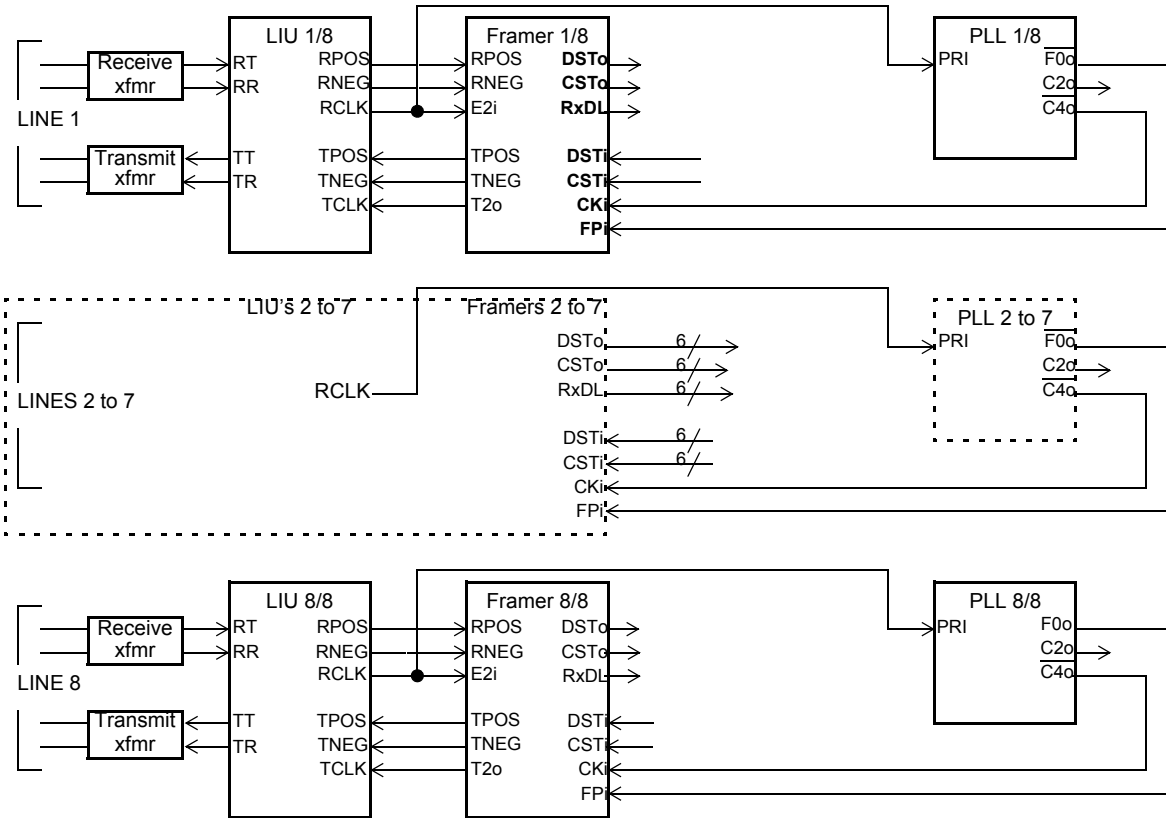 LIU 1/8
Framer 1/8
PLL 1/8
LINE 1
Receive
xfmr
Transmit
xfmr
RT
RR
TT
TR
RPOS
RNEG
RCLK
TPOS
TNEG
TCLK
RPOS
RNEG
E2i
TPOS
TNEG
T2o
DSTo
CSTo
RxDL
DSTi
CSTi
CKi
FPi
PRI
F0o
C2o
C4o
LIU's 2 to 7
Framers 2 to 7
PLL 2 to 7
LINES 2 to 7
RCLK
DSTo 6
CSTo 6
RxDL 6
DSTi 6
CSTi 6
CKi
FPi
PRI
F0o
C2o
C4o
LIU 8/8
Framer 8/8
PLL 8/8
LINE 8
Receive
xfmr
Transmit
xfmr
RT
RR
TT
TR
RPOS
RNEG
RCLK
TPOS
TNEG
TCLK
RPOS
RNEG
E2i
TPOS
TNEG
T2o
DSTo
CSTo
RxDL
DSTi
CSTi
CKi
FPi
PRI
F0o
C2o
C4o